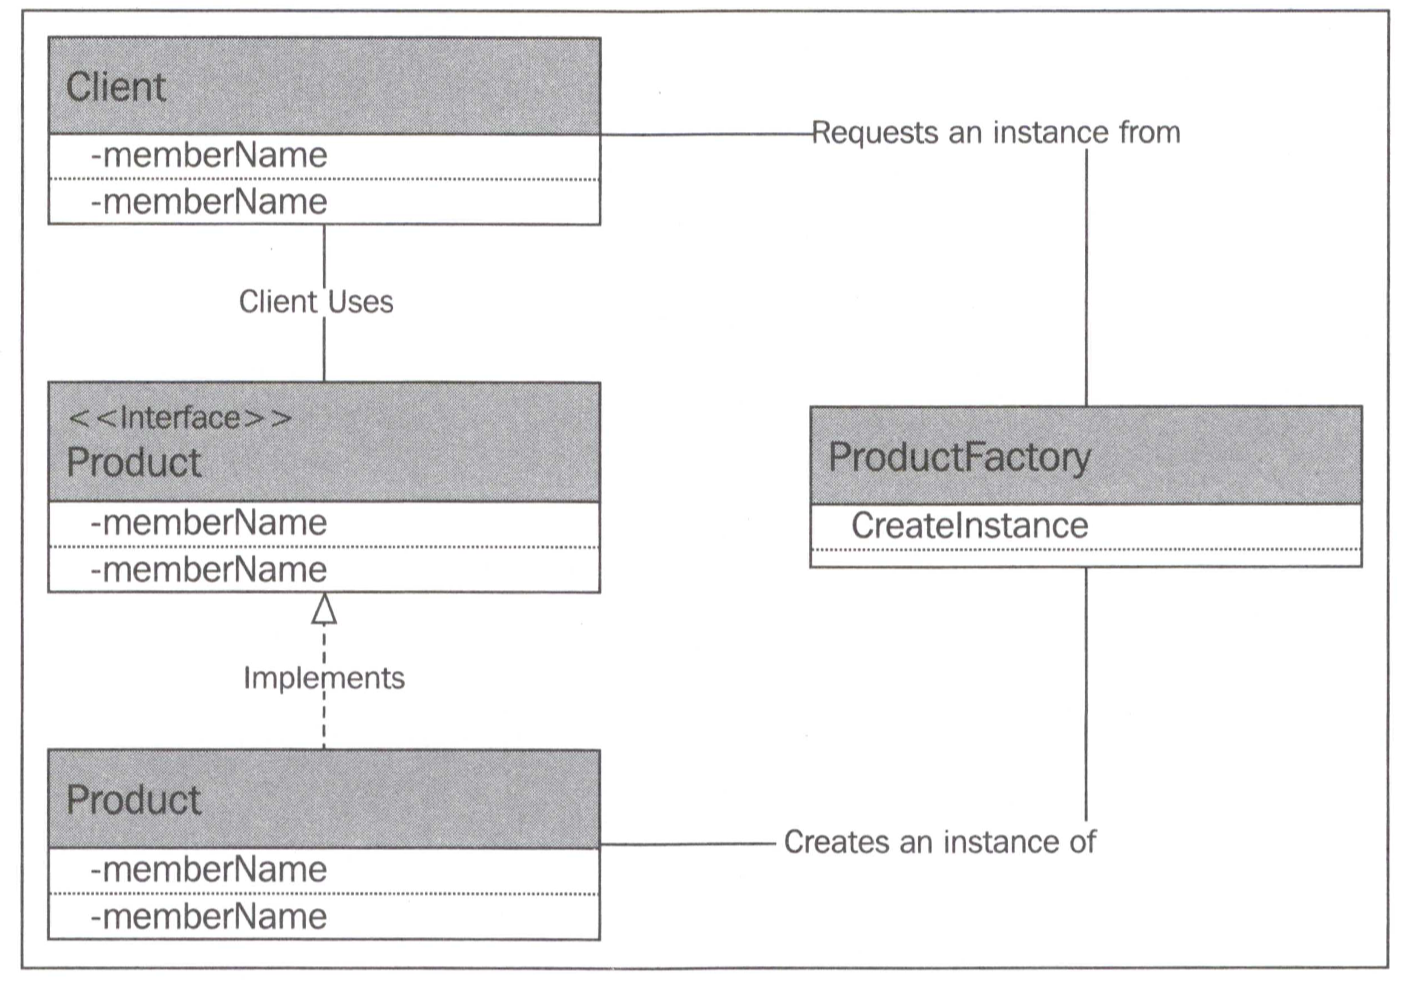 Client
-memberName
-memberName
Requests an instance from
Client Uses
<<Interface>>
Product
-memberName
-memberName
ProductFactory
CreateInstance
Implements
Product
-memberName
-memberName
Creates an instance of